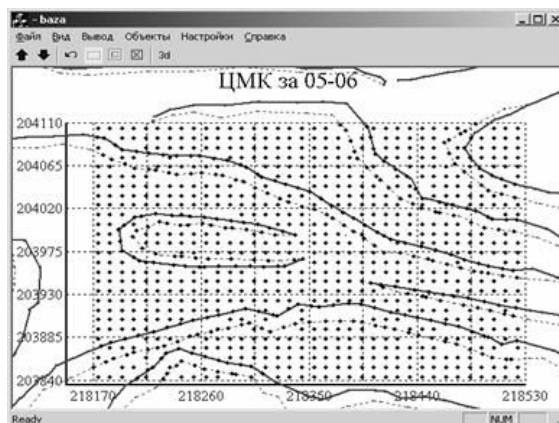 - baza
Файл Вид Вывод Объекты Настройки Справка
3d
ЦМК за 05-06
204110
204065
204020
203975
203930
203885
203840
218170 218260 218350 218440 218530
Ready NUM